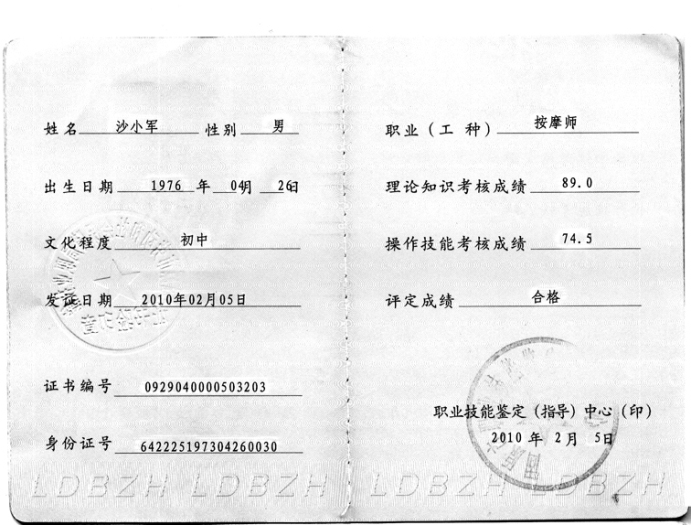 姓名 沙小军 性别 男
出生日期 1976 年 04月 26日
文化程度 初中
发证日期 2010年02月05日
证书编号 0929040000503203
身份证号 642225197304260030
LDBZH LDBZH
职业（工 种） 按摩师
理论知识考核成绩 89.0
操作技能考核成绩 74.5
评定成绩 合格
职业技能鉴定（指导）中心（印）
2010 年 2 月 5日
LDBZH LDBZH